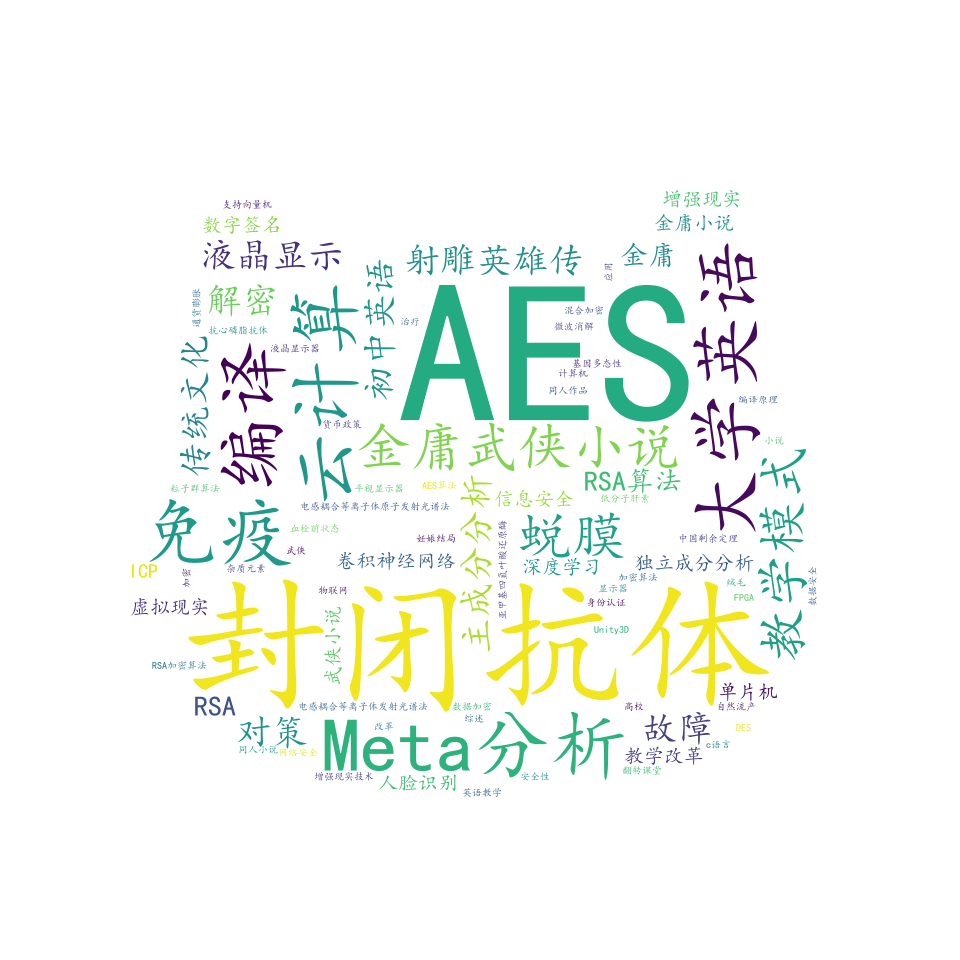 支持向量机
增强现实
数字签名
金庸小说
液晶显示
射雕英雄传
金庸
大学英语
初中英语
应用
解密
通货膨胀
云计算
AES
混合加密
微波消解
抗心磷脂抗体
治疗
传统文化
编译
液晶显示器
基因多态性
计算机
同人作品
编译原理
货币政策
金庸武侠小说
小说
教学模式
粒子群算法
平视显示器
AES算法
主成分分析
RSA算法
信息安全
低分子肝素
电感耦合等离子体原子发射光谱法
免疫
血栓前状态
妊娠结局
亚甲基四氢叶酸还原酶
蜕膜
中国剩余定理
武侠
卷积神经网络
深度学习
独立成分分析
ICP
加密
杂质元素
加密算法
绒毛
数据安全
物联网
显示器
FPGA
虚拟现实
封闭抗体
身份认证
武侠小说
Unity3D
RSA加密算法
单片机
RSA
电感耦合等离子体发射光谱法
数据加密
高校
自然流产
综述
对策
改革
Meta分析
故障
DES
c语言
同人小说
网络安全
教学改革
增强现实技术
人脸识别
安全性
翻转课堂
英语教学